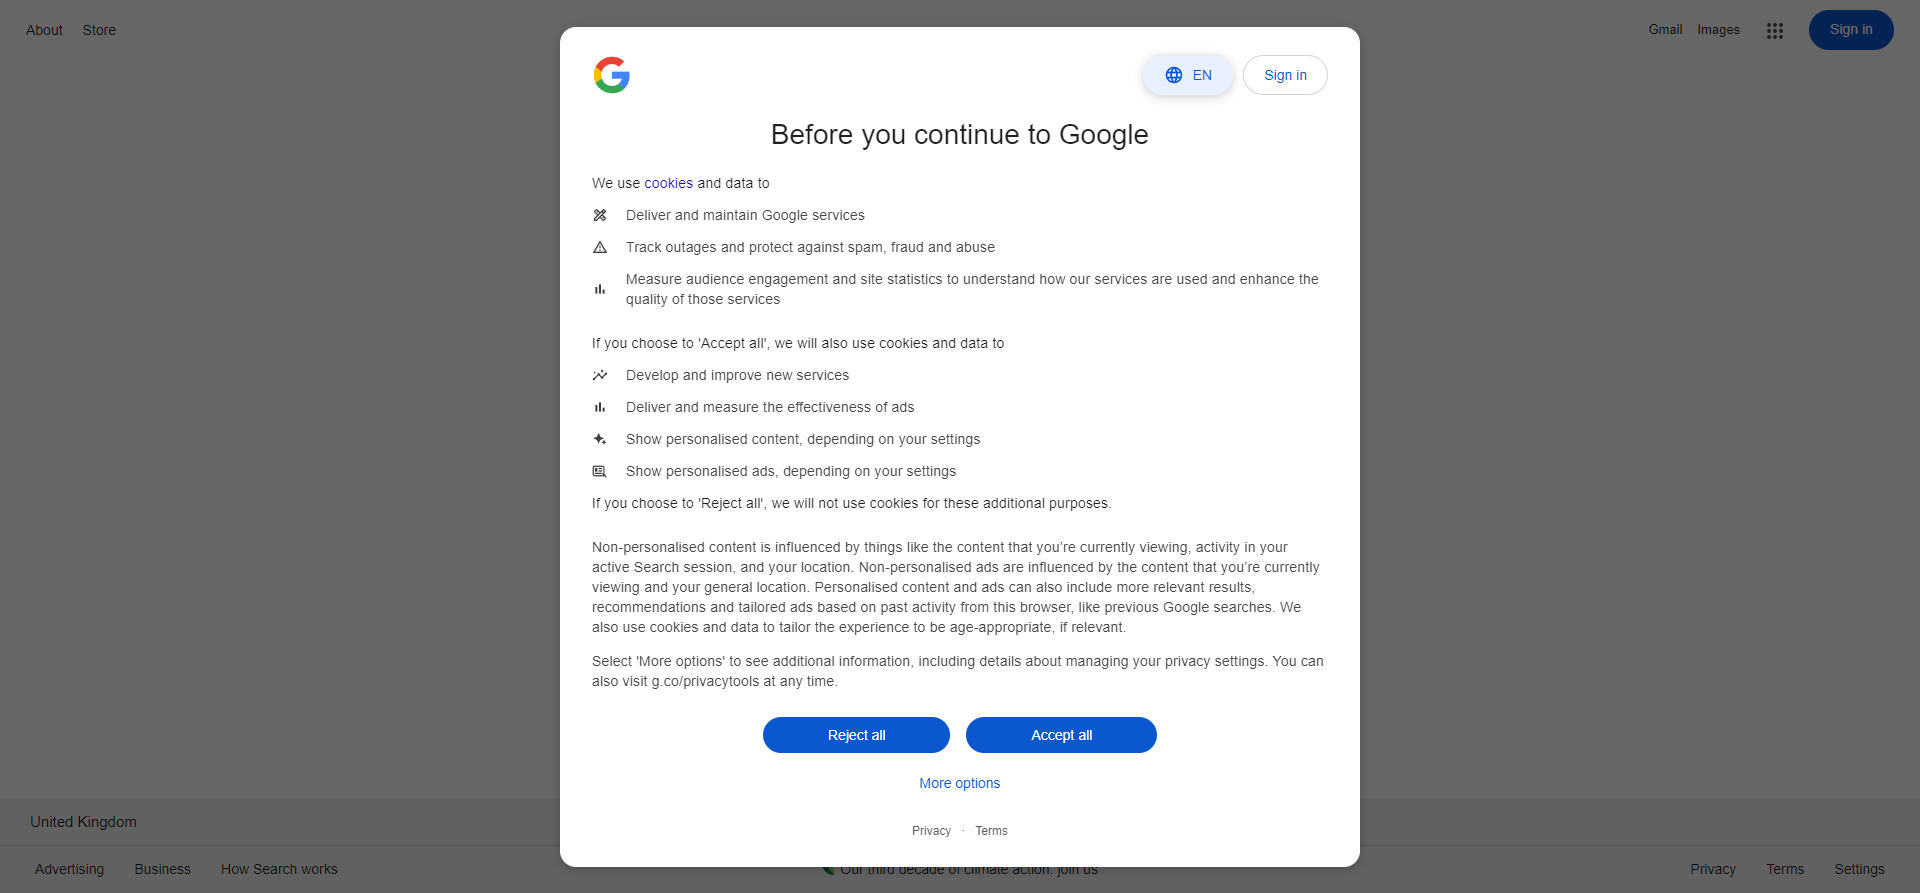 About Store
Gmail Images
Sign in
EN
Sign in
Before you continue to Google
We use cookies and data to
Deliver and maintain Google services
Track outages and protect against spam, fraud and abuse
Measure audience engagement and site statistics to understand how our services are used and enhance the
quality of those services
If you choose to 'Accept all', we will also use cookies and data to
Develop and improve new services
Deliver and measure the effectiveness of ads
Show personalised content, depending on your settings
Show personalised ads, depending on your settings
If you choose to 'Reject all', we will not use cookies for these additional purposes.
Non-personalised content is influenced by things like the content that you’re currently viewing, activity in your
active Search session, and your location. Non-personalised ads are influenced by the content that you’re currently
viewing and your general location. Personalised content and ads can also include more relevant results,
recommendations and tailored ads based on past activity from this browser, like previous Google searches. We
also use cookies and data to tailor the experience to be age-appropriate, if relevant.
Select 'More options' to see additional information, including details about managing your privacy settings. You can
also visit g.co/privacytools at any time.
Reject all
Accept all
More options
Privacy · Terms
United Kingdom
Advertising Business How Search works
Our third decade of climate action: join us
Privacy Terms Settings